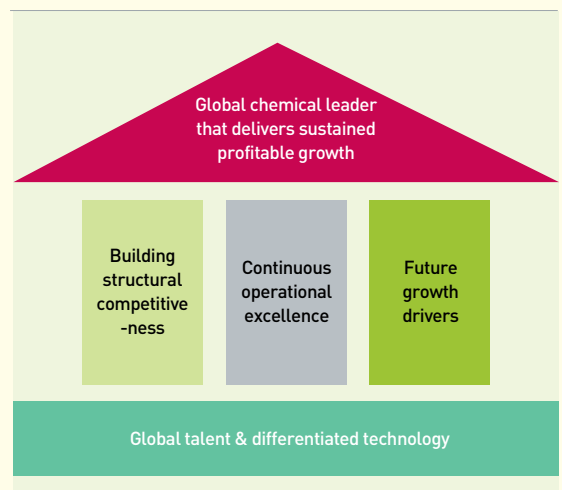 Global chemical leader
that delivers sustained
profitable growth
Building
structural
competitive
-ness
Continuous
operational
excellence
Future
growth
drivers
Global talent & differentiated technology